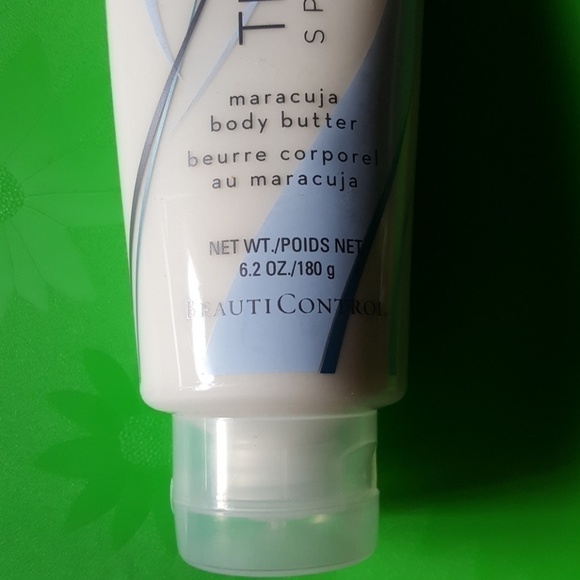 maracuja
body butter
beurre corporel
au maracuja
NET WT./POIDS NET
6.2 OZ./180 g
BEAUTICONTROL